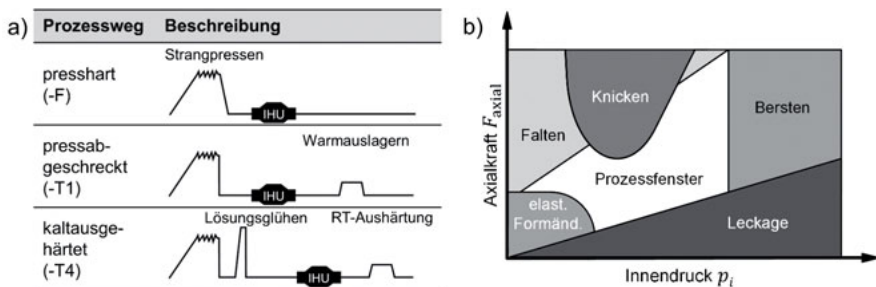 a)
Prozessweg Beschreibung
Strangpressen
presshart
(-F)
IHU
Warmauslagern
pressab-
geschreckt
(-T1)
IHU
Lösungsglühen RT-Aushärtung
kaltausge-
härtet
(-T4)
IHU
b)
Axialkraft F_axial
Knicken
Falten
Bersten
Prozessfenster
elast.
Formänd.
Leckage
Innendruck p_i